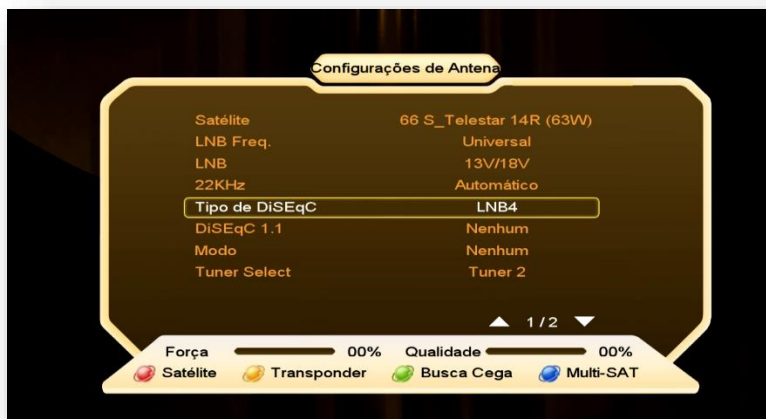 Configurações de Antena
Satélite 66 S_Telestar 14R (63W)
LNB Freq. Universal
LNB 13V/18V
22KHz Automático
Tipo de DiSEqC LNB4
DiSEqC 1.1 Nenhum
Modo Nenhum
Tuner Select Tuner 2
1/2
Força 00% Qualidade 00%
Satélite Transponder Busca Cega Multi-SAT